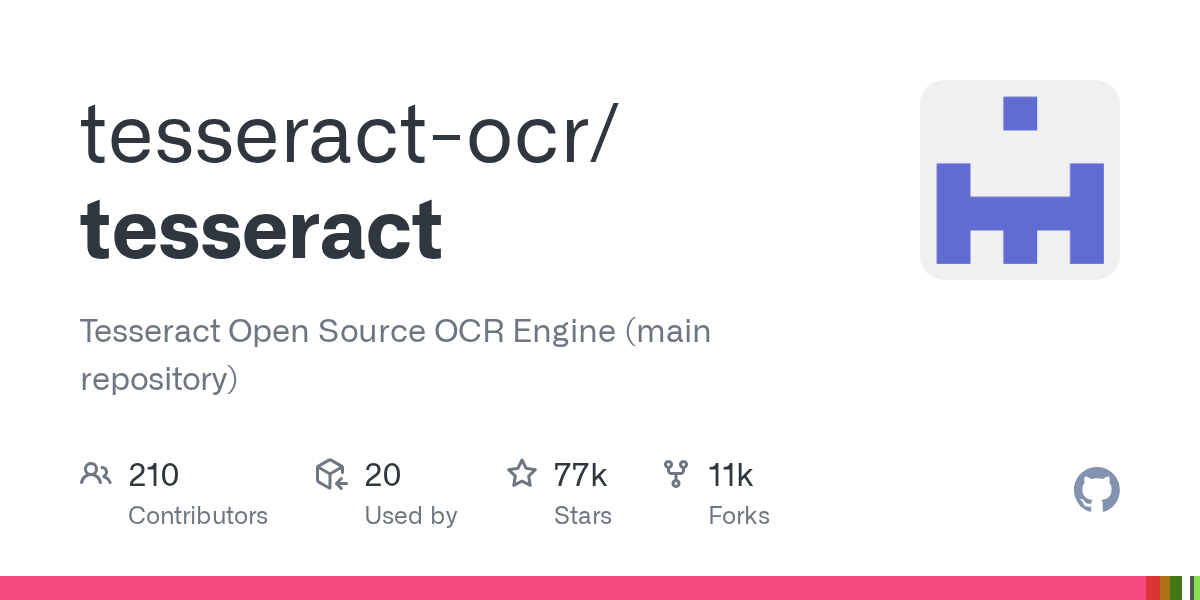 tesseract-ocr/
tesseract
Tesseract Open Source OCR Engine (main
repository)
210 20 77k 11k
Contributors Used by Stars Forks